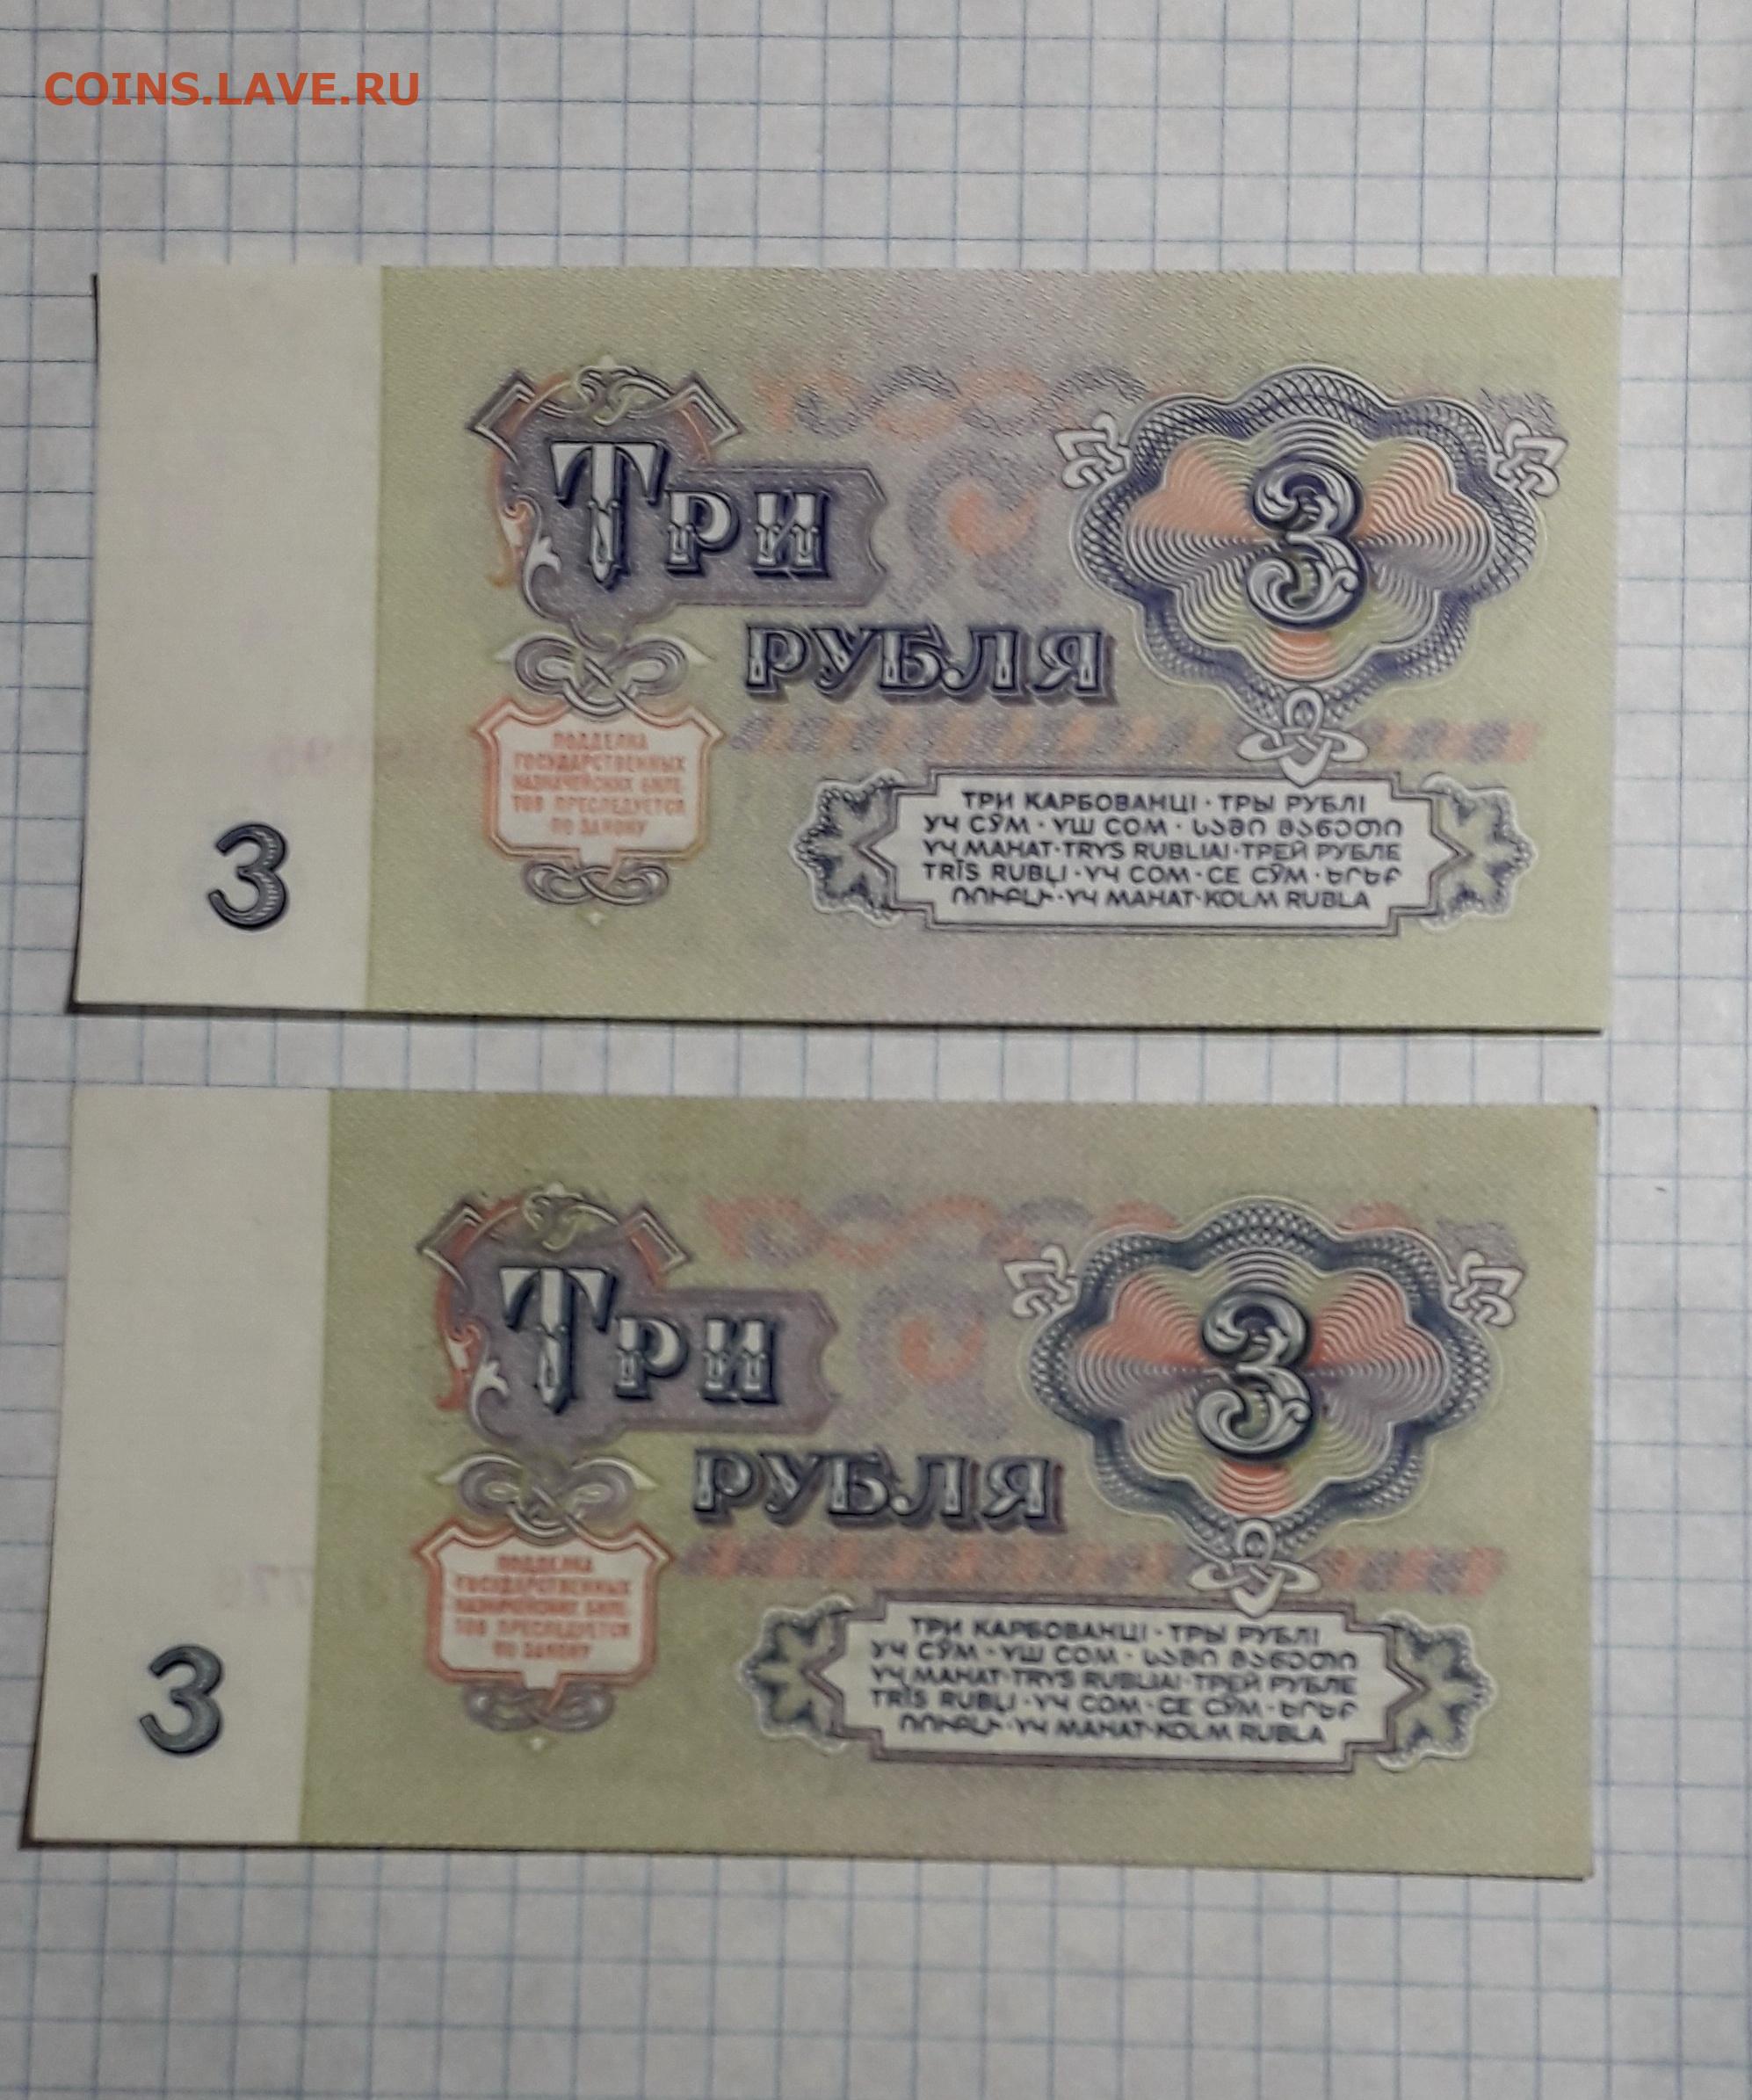 COINS.LAVE.RU
ТРИ
РУБЛЯ
3
ПОДДЕЛКА
ГОСУДАРСТВЕННЫХ
КАЗНАЧЕЙСКИХ БИЛЕ
ТОВ ПРЕСЛЕДУЕТСЯ
ПО ЗАКОНУ
ТРИ КАРБОВАНЦІ · ТРЫ РУБЛІ
УЧ СЎМ · ҮШ СОМ · ᲡᲐᲛᲘ ᲛᲐᲜᲔᲗᲘ
ҮЧ МАНАТ · TRYS RUBLIAI · ТРЕЙ РУБЛЕ
TRĪS RUBĻI · ҮЧ СОМ · СЕ СӮМ · ԵՐԵՔ
ՌՈՒԲԼԻ · ҮЧ МАНАТ · KOLM RUBLA
3
ТРИ
РУБЛЯ
3
ПОДДЕЛКА
ГОСУДАРСТВЕННЫХ
КАЗНАЧЕЙСКИХ БИЛЕ
ТОВ ПРЕСЛЕДУЕТСЯ
ПО ЗАКОНУ
ТРИ КАРБОВАНЦІ · ТРЫ РУБЛІ
УЧ СЎМ · ҮШ СОМ · ᲡᲐᲛᲘ ᲛᲐᲜᲔᲗᲘ
ҮЧ МАНАТ · TRYS RUBLIAI · ТРЕЙ РУБЛЕ
TRĪS RUBĻI · ҮЧ СОМ · СЕ СӮМ · ԵՐԵՔ
ՌՈՒԲԼԻ · ҮЧ МАНАТ · KOLM RUBLA
3